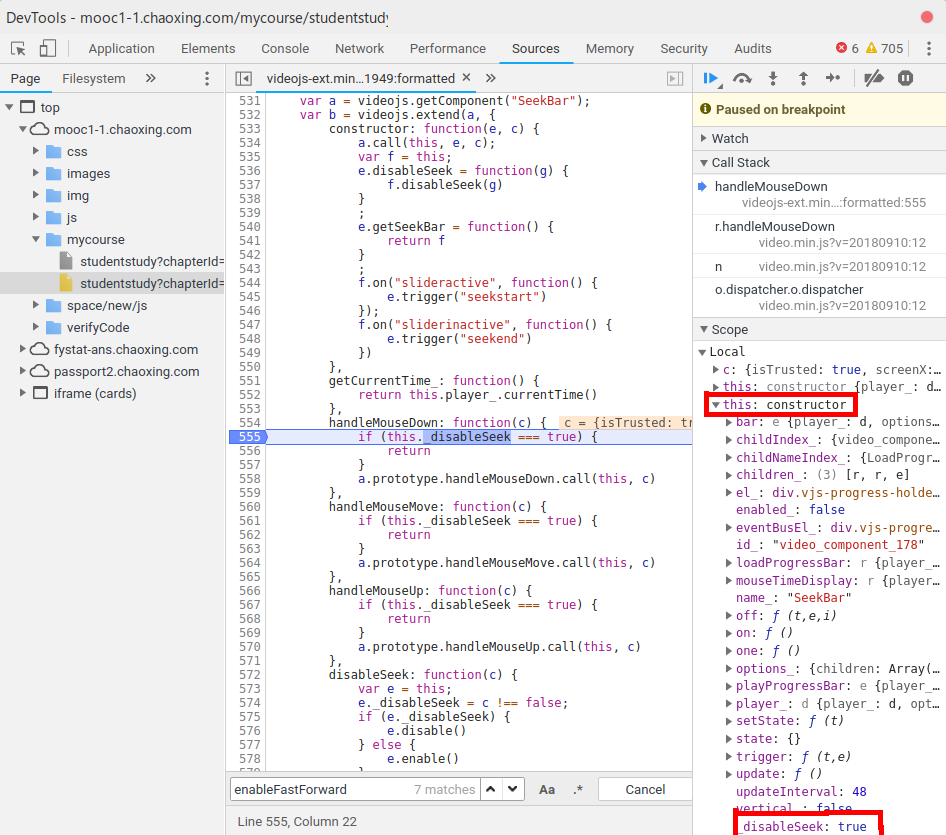 DevTools - mooc1-1.chaoxing.com/mycourse/studentstudy
Application Elements Console Network Performance Sources Memory Security Audits 6 705
Page Filesystem »
videojs-ext.min...1949:formatted × »
top
mooc1-1.chaoxing.com
css
images
img
js
mycourse
studentstudy?chapterId=
studentstudy?chapterId=
space/new/js
verifyCode
fystat-ans.chaoxing.com
passport2.chaoxing.com
iframe (cards)
531 var a = videojs.getComponent("SeekBar");
532 var b = videojs.extend(a, {
533 constructor: function(e, c) {
534 a.call(this, e, c);
535 var f = this;
536 e.disableSeek = function(g) {
537 f.disableSeek(g)
538 }
539 ;
540 e.getSeekBar = function() {
541 return f
542 }
543 ;
544 f.on("slideractive", function() {
545 e.trigger("seekstart")
546 });
547 f.on("sliderinactive", function() {
548 e.trigger("seekend")
549 })
550 },
551 getCurrentTime_: function() {
552 return this.player_.currentTime()
553 },
554 handleMouseDown: function(c) { c = {isTrusted: tr
555 if (this._disableSeek === true) {
556 return
557 }
558 a.prototype.handleMouseDown.call(this, c)
559 },
560 handleMouseMove: function(c) {
561 if (this._disableSeek === true) {
562 return
563 }
564 a.prototype.handleMouseMove.call(this, c)
565 },
566 handleMouseUp: function(c) {
567 if (this._disableSeek === true) {
568 return
569 }
570 a.prototype.handleMouseUp.call(this, c)
571 },
572 disableSeek: function(c) {
573 var e = this;
574 e._disableSeek = c !== false;
575 if (e._disableSeek) {
576 e.disable()
577 } else {
578 e.enable()
enableFastForward 7 matches Aa .* Cancel
Line 555, Column 22
Paused on breakpoint
Watch
Call Stack
handleMouseDown
videojs-ext.min...:formatted:555
r.handleMouseDown
video.min.js?v=20180910:12
n video.min.js?v=20180910:12
o.dispatcher.o.dispatcher
video.min.js?v=20180910:12
Scope
Local
c: {isTrusted: true, screenX:...
this: constructor {player_: d...
this: constructor
bar: e {player_: d, options...
childIndex_: {video_compone...
childNameIndex_: {LoadProgr...
children_: (3) [r, r, e]
el_: div.vjs-progress-holde...
enabled_: false
eventBusEl_: div.vjs-progre...
id_: "video_component_178"
loadProgressBar: r {player_...
mouseTimeDisplay: r {player...
name_: "SeekBar"
off: ƒ (t,e,i)
on: ƒ ()
one: ƒ ()
options_: {children: Array(...
playProgressBar: e {player_...
player_: d {player_: d, opt...
setState: ƒ (t)
state: {}
trigger: ƒ (t,e)
update: ƒ ()
updateInterval: 48
vertical_: false
_disableSeek: true